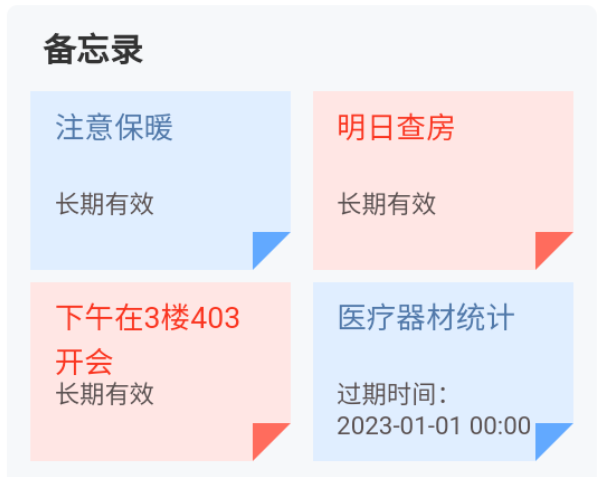 备忘录
注意保暖
长期有效
明日查房
长期有效
下午在3楼403
开会
长期有效
医疗器材统计
过期时间：
2023-01-01 00:00